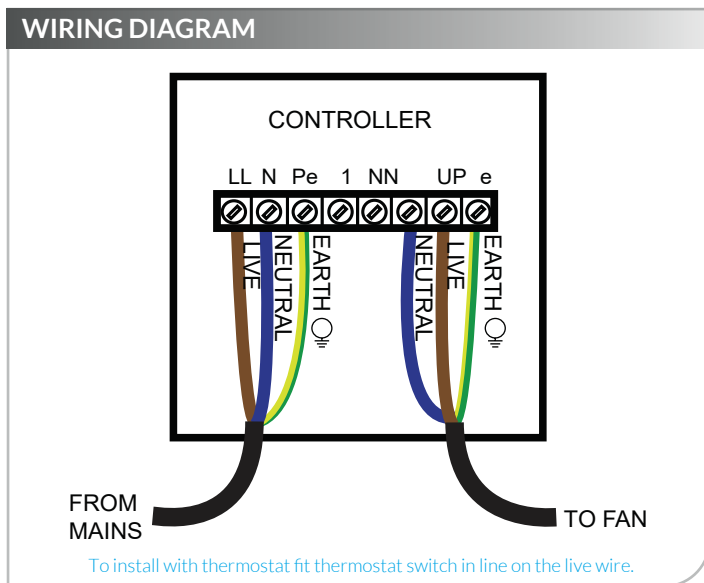 WIRING DIAGRAM
CONTROLLER
LL N Pe 1 NN UP e
LIVE
NEUTRAL
EARTH
NEUTRAL
LIVE
EARTH
FROM
MAINS
TO FAN
To install with thermostat fit thermostat switch in line on the live wire.